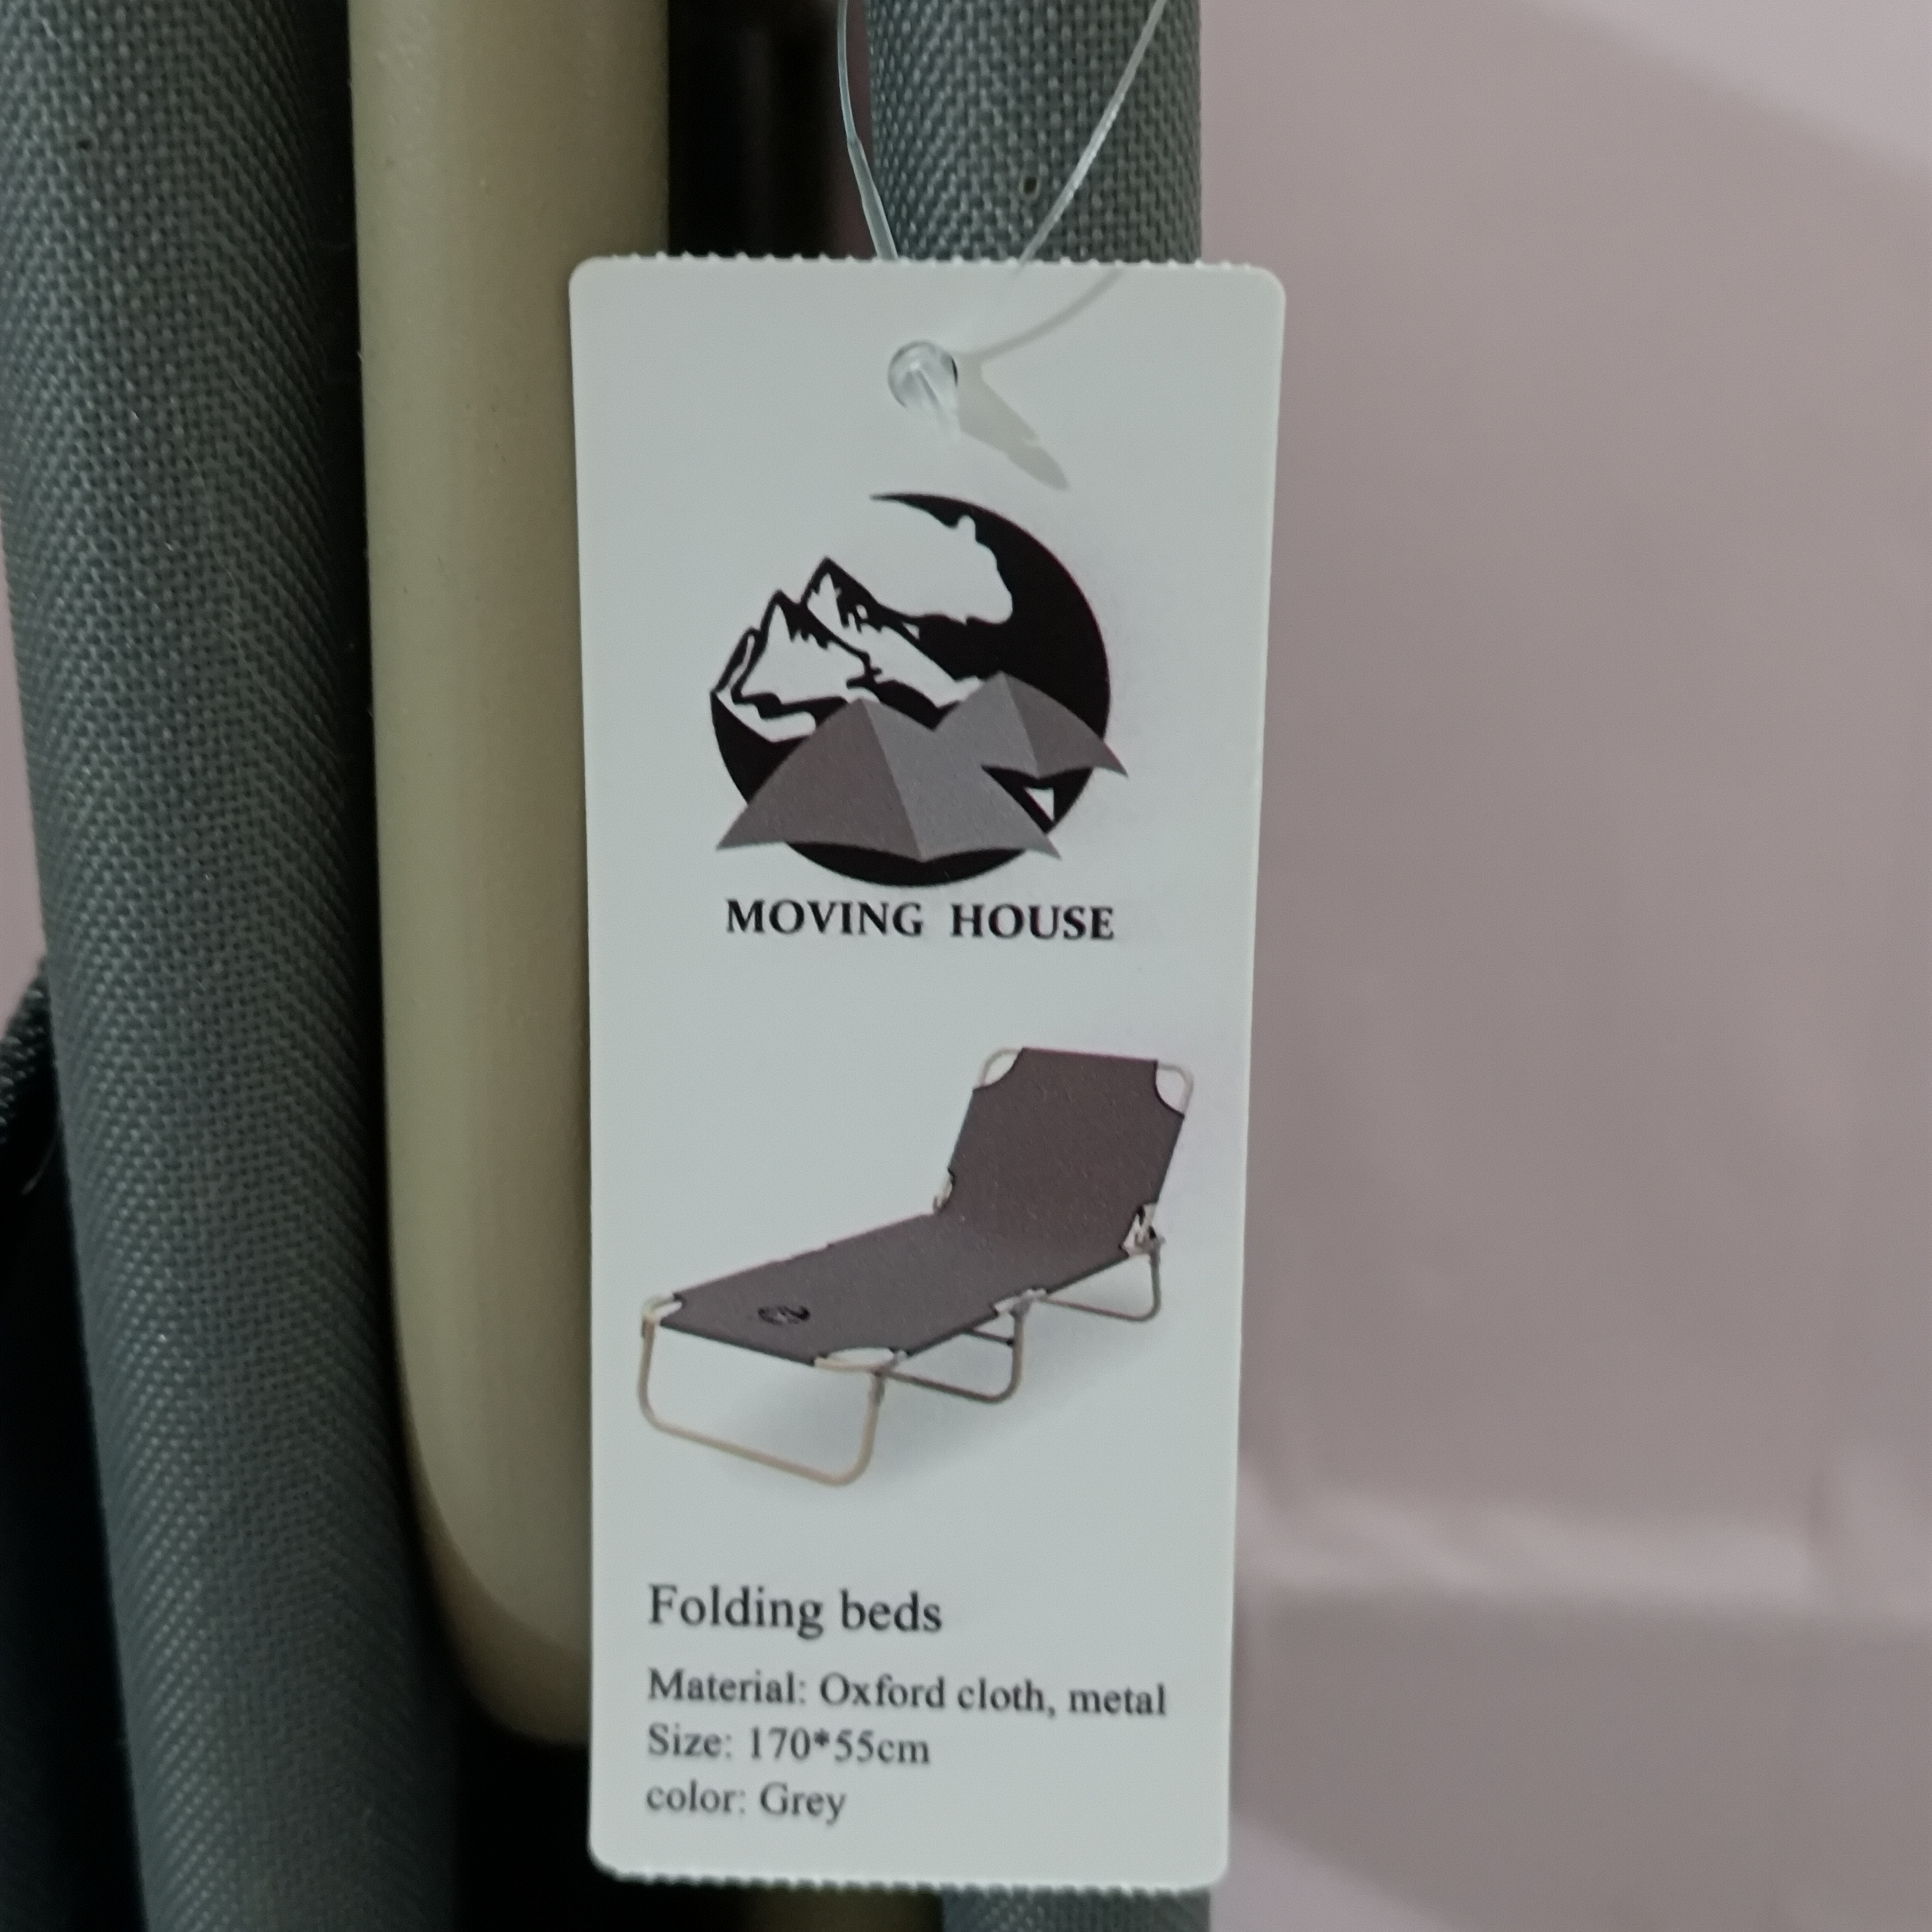 MOVING HOUSE
Folding beds
Material: Oxford cloth, metal
Size: 170*55cm
color: Grey